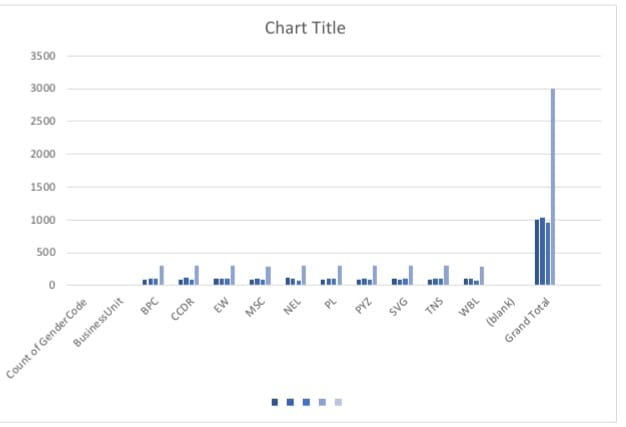 Chart Title
3500
3000
2500
2000
1500
1000
500
0
Count of GenderCode
BusinessUnit
BPC
CCDR
EW
MSC
NEL
PL
PYZ
SVG
TNS
WBL
(blank)
Grand Total